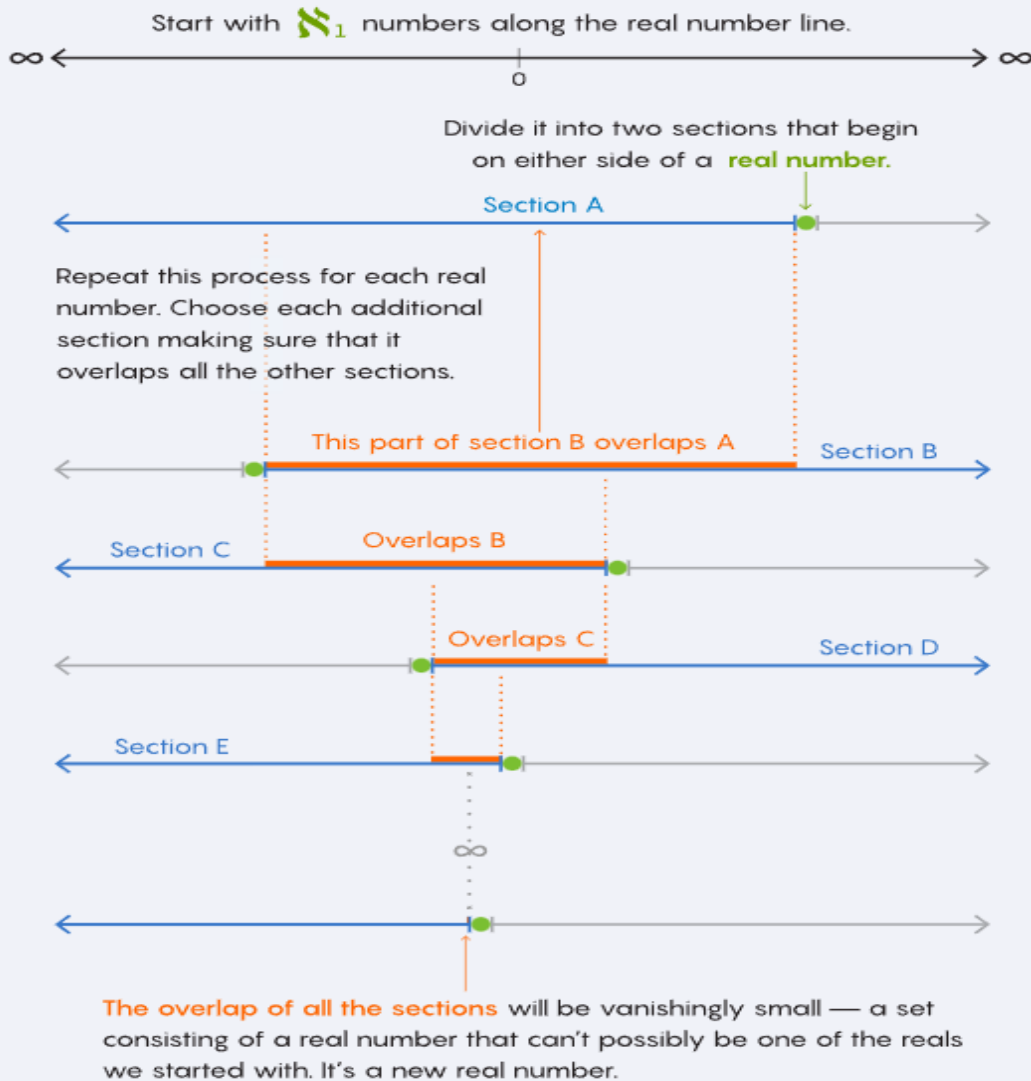 Start with ℵ₁ numbers along the real number line.
∞ ∞
0
Divide it into two sections that begin
on either side of a real number.
Section A
Repeat this process for each real
number. Choose each additional
section making sure that it
overlaps all the other sections.
This part of section B overlaps A
Section B
Section C
Overlaps B
Overlaps C
Section D
Section E
∞
The overlap of all the sections will be vanishingly small — a set
consisting of a real number that can't possibly be one of the reals
we started with. It's a new real number.